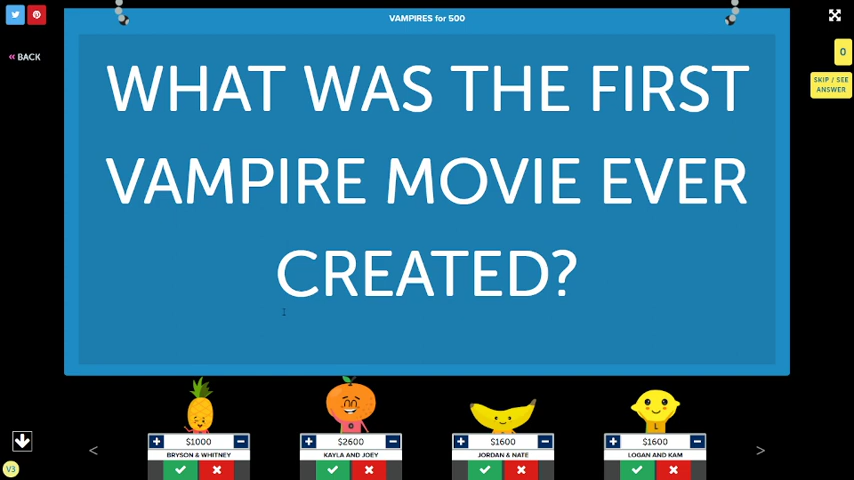 VAMPIRES for 500
« BACK
0
SKIP / SEE
ANSWER
WHAT WAS THE FIRST
VAMPIRE MOVIE EVER
CREATED?
L
+ $1000 −
+ $2600 −
+ $1600 −
+ $1600 −
< >
BRYSON & WHITNEY
KAYLA AND JOEY
JORDAN & NATE
LOGAN AND KAM
V3